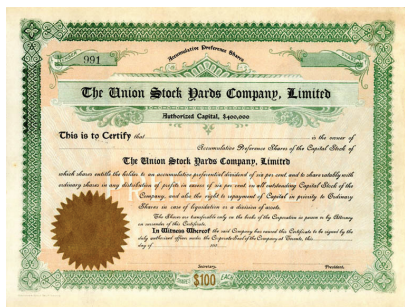 Accumulative Preference Shares
991
The Union Stock Yards Company, Limited
Authorized Capital, $400,000
This is to Certify that is the owner of
Accumulative Preference Shares of the Capital Stock of
The Union Stock Yards Company, Limited
which shares entitle the holder to an accumulative preferential dividend of six per cent and to share rateably with
ordinary shares in any distribution of profits in excess of six per cent on all outstanding Capital Stock of the
Company, and also the right to repayment of Capital in priority to Ordinary
Shares in case of liquidation or a division of assets.
The Shares are transferable only on the books of the Corporation in person or by Attorney
on surrender of this Certificate.
In Witness Whereof the said Company has caused this Certificate to be signed by the
duly authorized officers under the Corporate Seal of the Company at Toronto, this
day of 191
Secretary. President.
SHARES $100 EACH